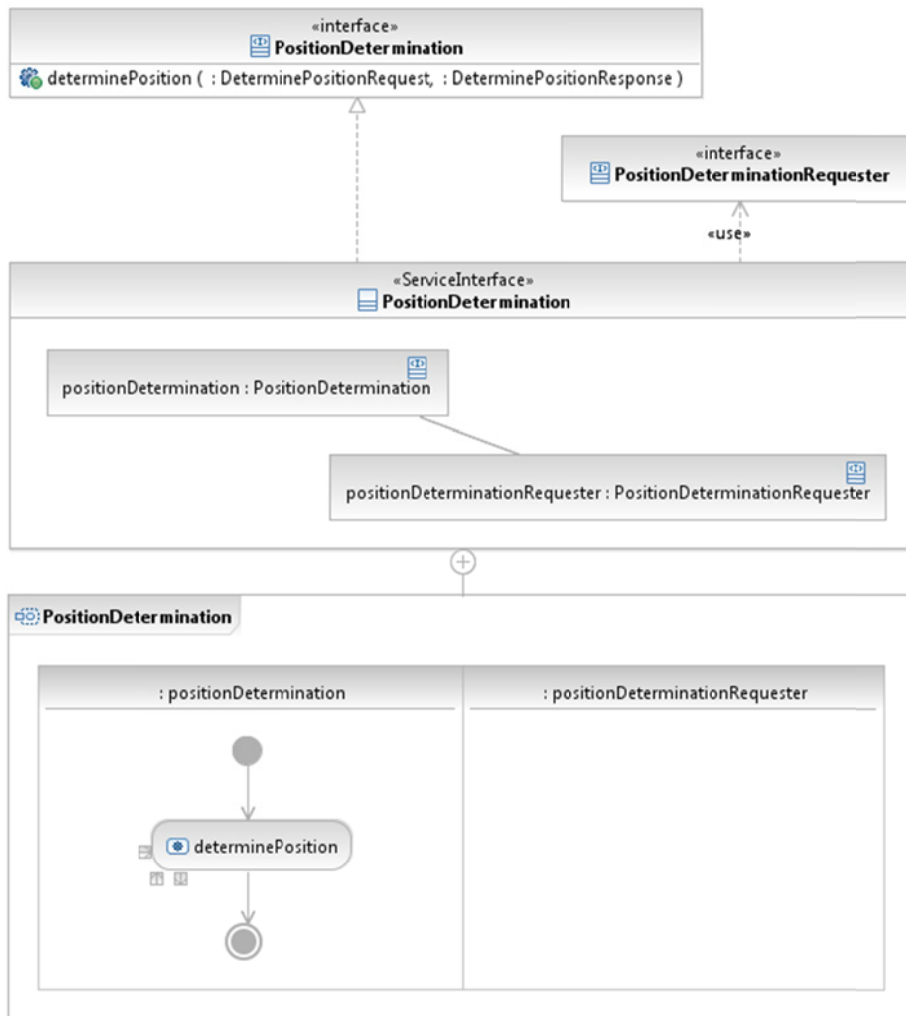 «interface»
PositionDetermination
determinePosition ( : DeterminePositionRequest, : DeterminePositionResponse )
«interface»
PositionDeterminationRequester
«use»
«ServiceInterface»
PositionDetermination
positionDetermination : PositionDetermination
positionDeterminationRequester : PositionDeterminationRequester
PositionDetermination
: positionDetermination
: positionDeterminationRequester
determinePosition